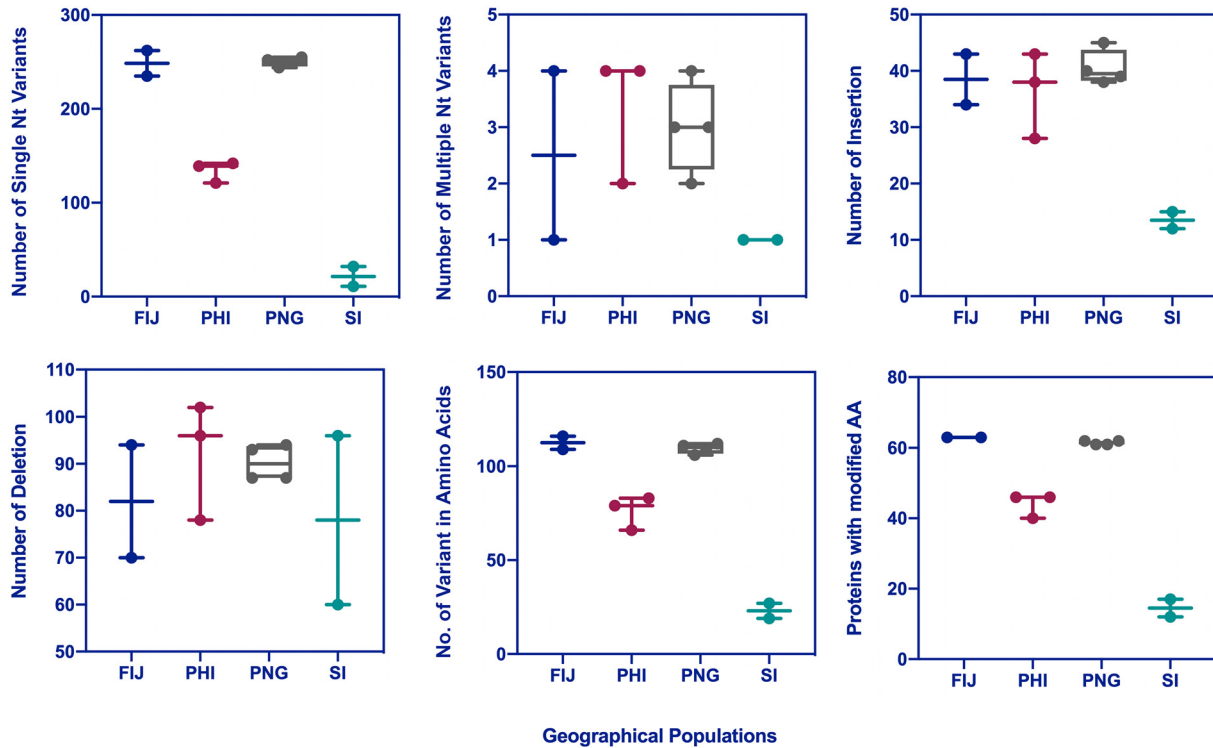 Number of Single Nt Variants
300
200
100
0
FIJ PHI PNG SI
Number of Multiple Nt Variants
5
4
3
2
1
0
FIJ PHI PNG SI
Number of Insertion
50
40
30
20
10
0
FIJ PHI PNG SI
Number of Deletion
110
100
90
80
70
60
50
FIJ PHI PNG SI
No. of Variant in Amino Acids
150
100
50
0
FIJ PHI PNG SI
Proteins with modified AA
80
60
40
20
0
FIJ PHI PNG SI
Geographical Populations